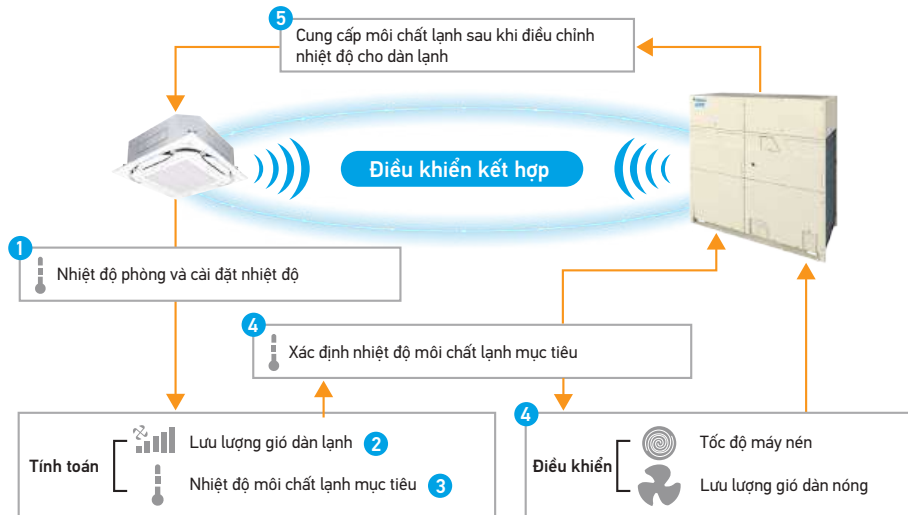 5
Cung cấp môi chất lạnh sau khi điều chỉnh
nhiệt độ cho dàn lạnh
Điều khiển kết hợp
1
Nhiệt độ phòng và cài đặt nhiệt độ
4
Xác định nhiệt độ môi chất lạnh mục tiêu
Tính toán
Lưu lượng gió dàn lạnh 2
Nhiệt độ môi chất lạnh mục tiêu 3
4
Điều khiển
Tốc độ máy nén
Lưu lượng gió dàn nóng